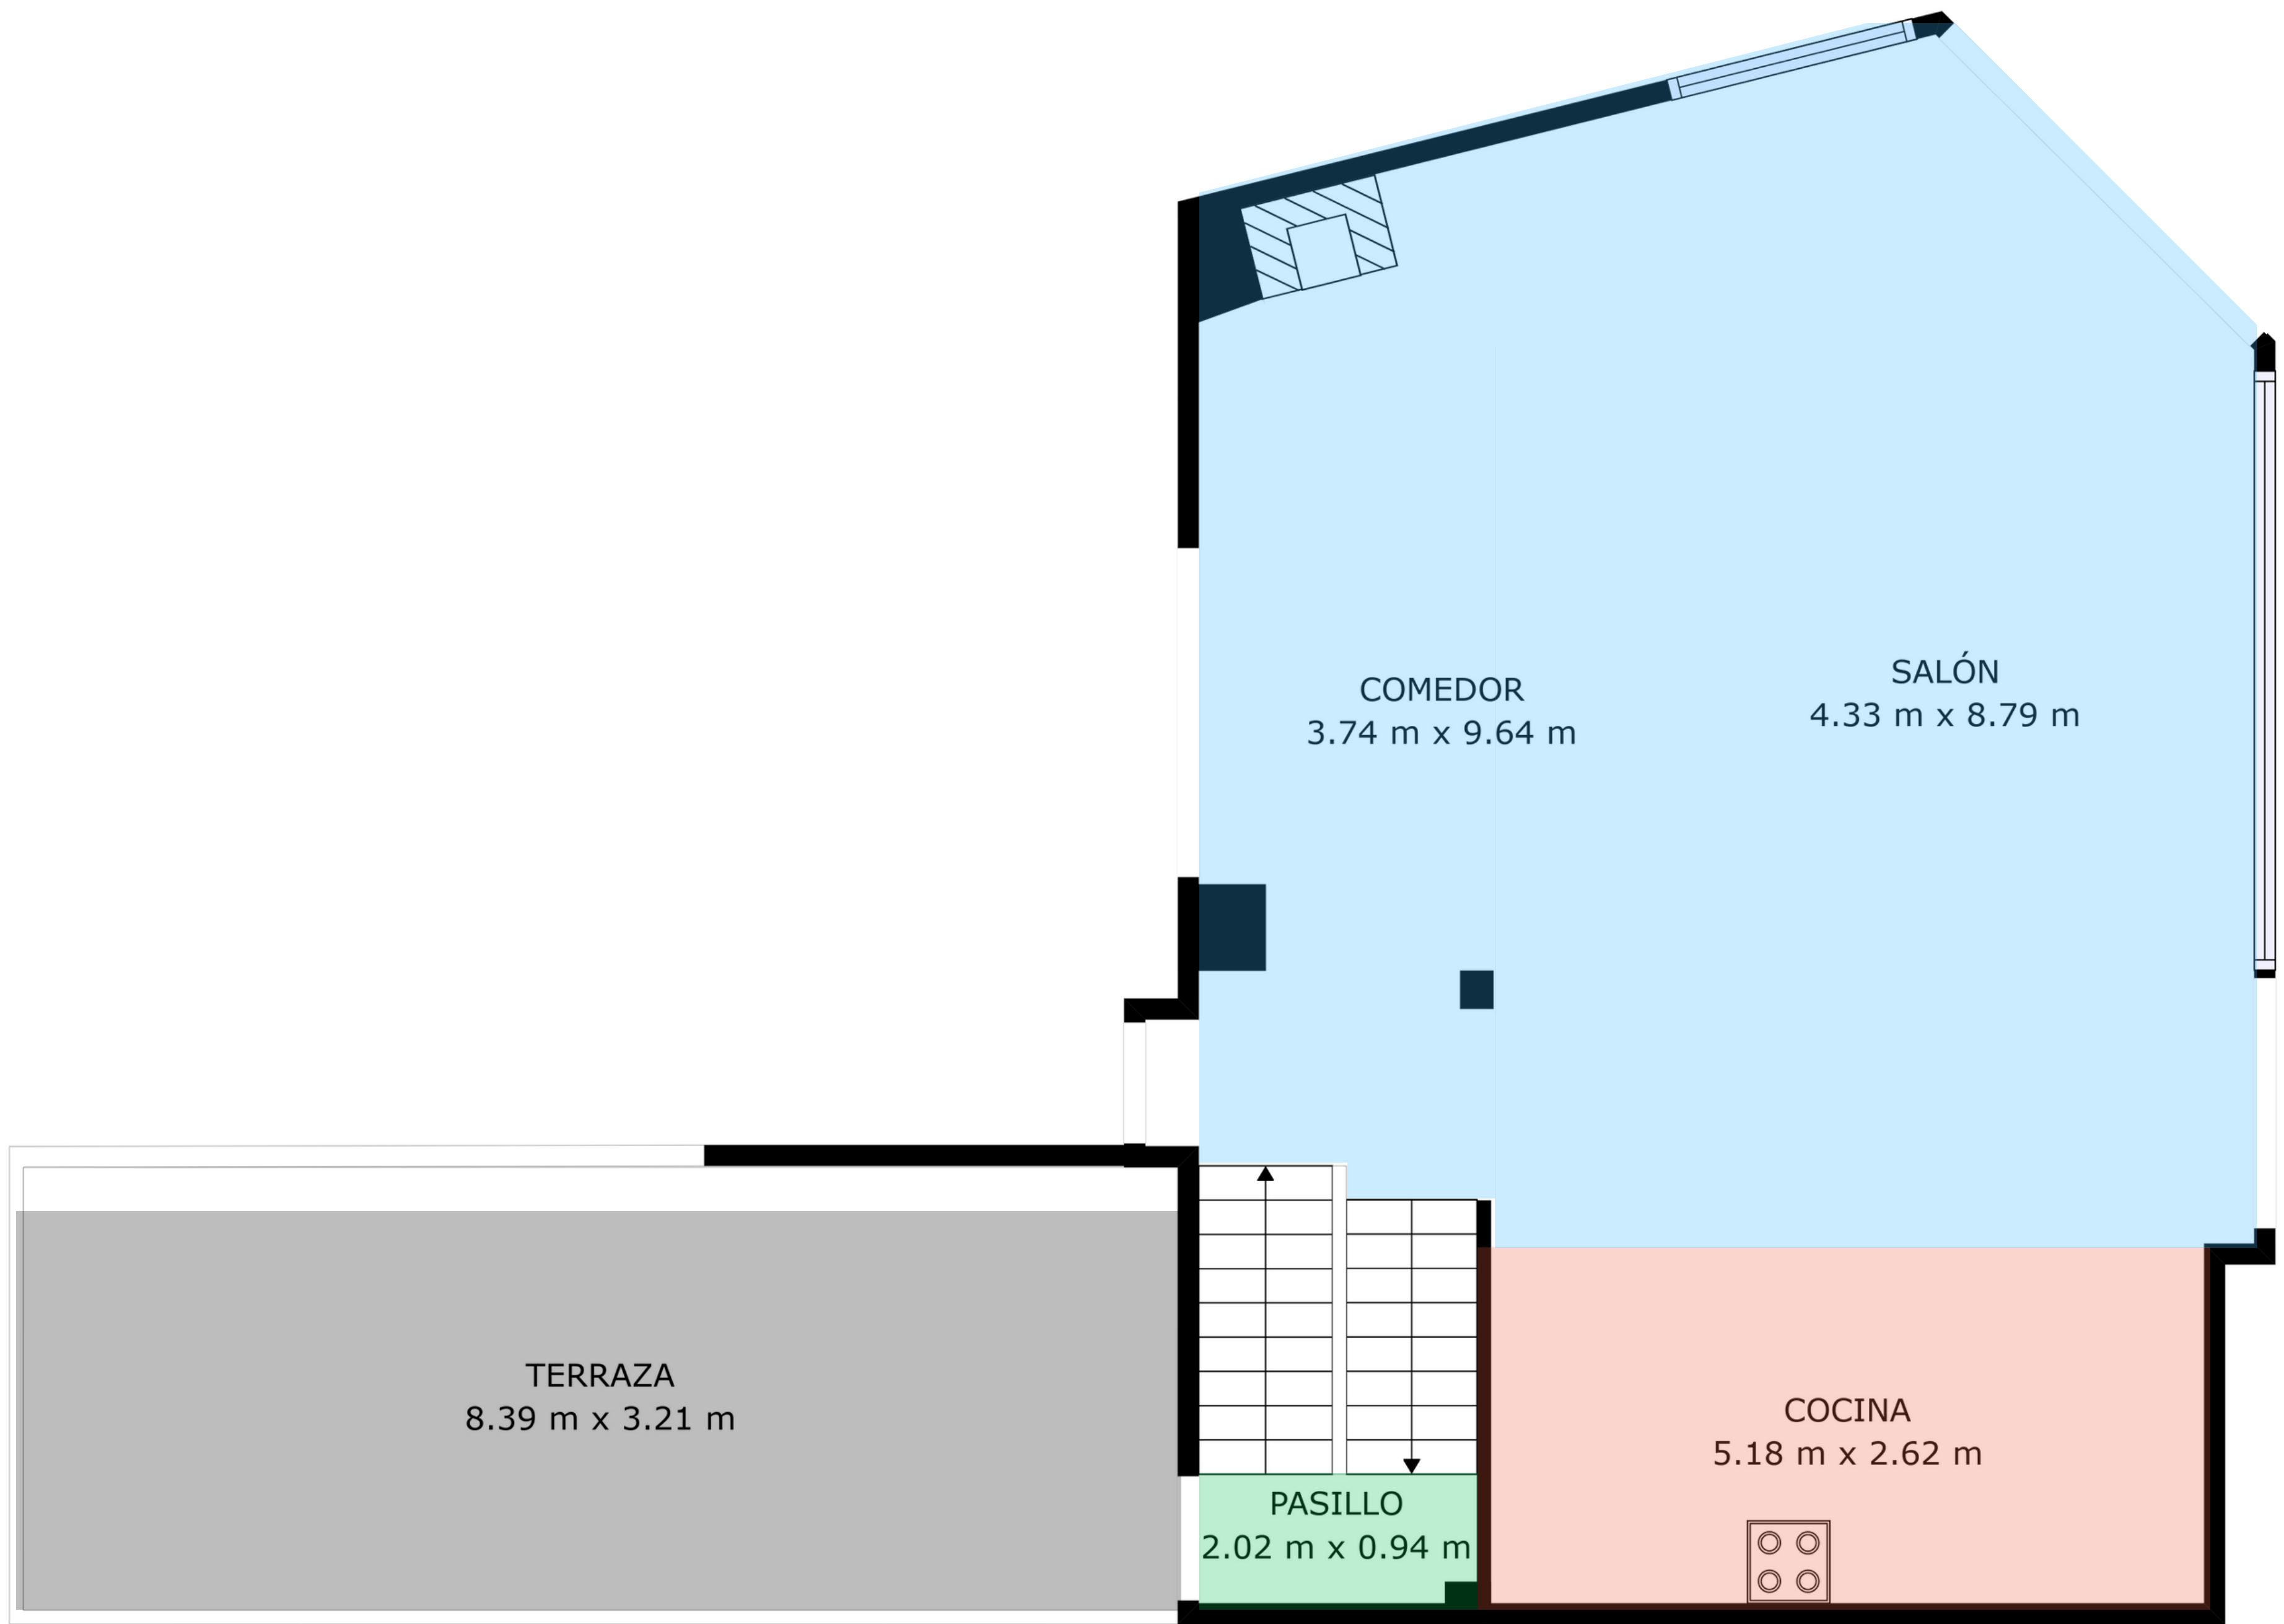 COMEDOR
3.74 m x 9.64 m
SALÓN
4.33 m x 8.79 m
TERRAZA
8.39 m x 3.21 m
COCINA
5.18 m x 2.62 m
PASILLO
2.02 m x 0.94 m